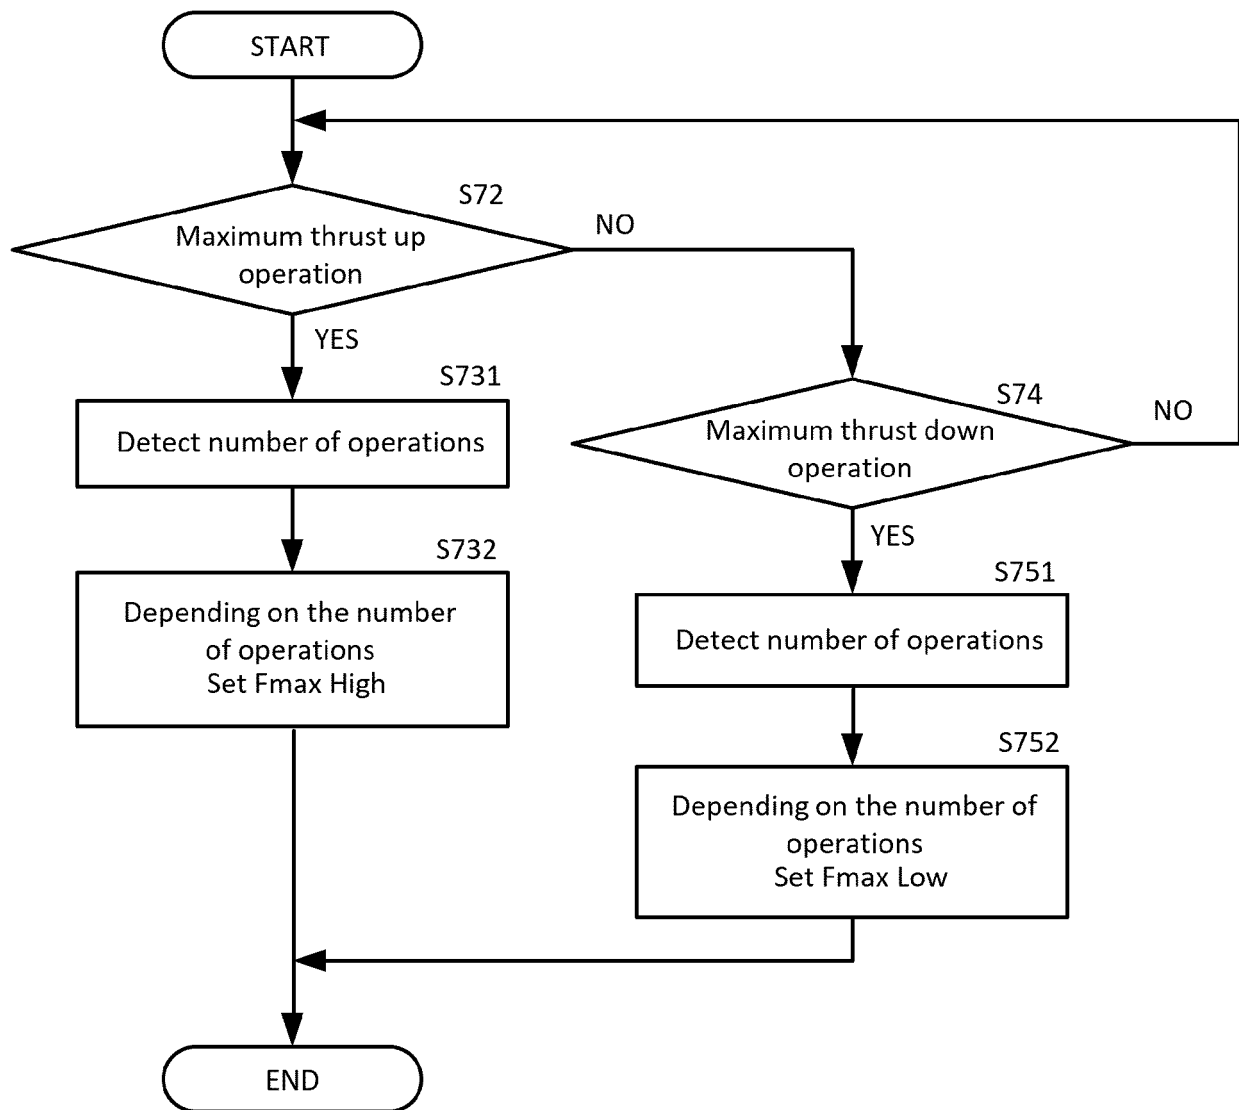 START
S72
Maximum thrust up
operation
NO
YES
S731
Detect number of operations
S732
Depending on the number
of operations
Set Fmax High
S74
Maximum thrust down
operation
NO
YES
S751
Detect number of operations
S752
Depending on the number of
operations
Set Fmax Low
END